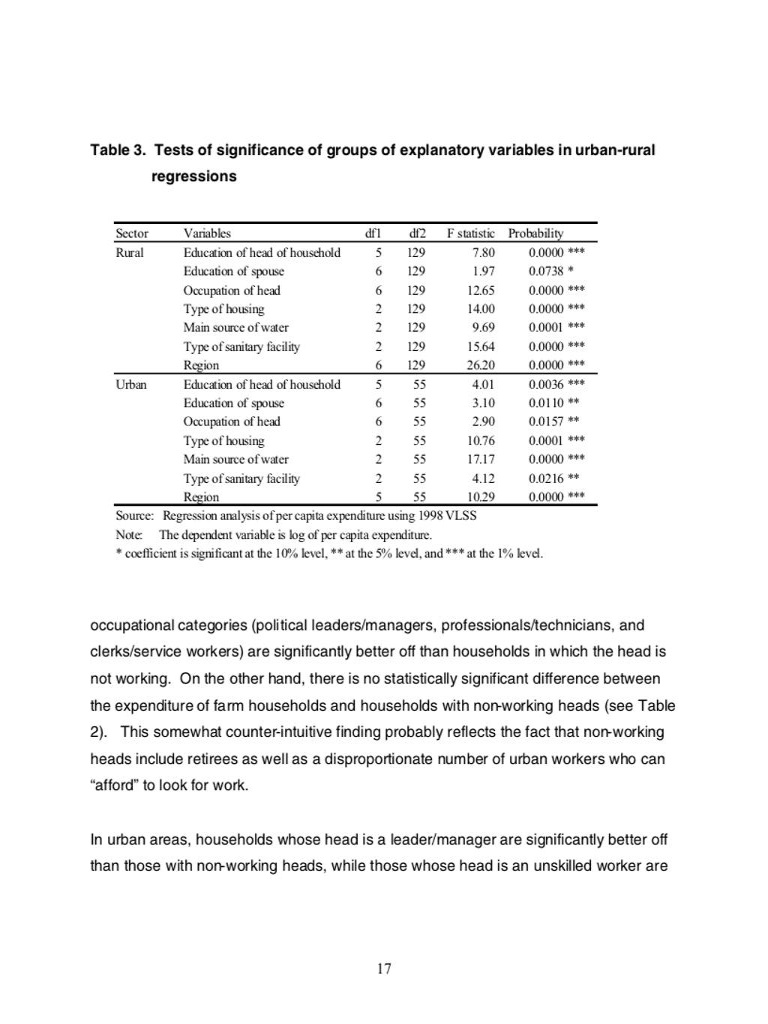 Table 3. Tests of significance of groups of explanatory variables in urban-rural
regressions
Sector Variables df1 df2 F statistic Probability
Rural Education of head of household 5 129 7.80 0.0000 ***
Education of spouse 6 129 1.97 0.0738 *
Occupation of head 6 129 12.65 0.0000 ***
Type of housing 2 129 14.00 0.0000 ***
Main source of water 2 129 9.69 0.0001 ***
Type of sanitary facility 2 129 15.64 0.0000 ***
Region 6 129 26.20 0.0000 ***
Urban Education of head of household 5 55 4.01 0.0036 ***
Education of spouse 6 55 3.10 0.0110 **
Occupation of head 6 55 2.90 0.0157 **
Type of housing 2 55 10.76 0.0001 ***
Main source of water 2 55 17.17 0.0000 ***
Type of sanitary facility 2 55 4.12 0.0216 **
Region 5 55 10.29 0.0000 ***
Source: Regression analysis of per capita expenditure using 1998 VLSS
Note: The dependent variable is log of per capita expenditure.
* coefficient is significant at the 10% level, ** at the 5% level, and *** at the 1% level.
occupational categories (political leaders/managers, professionals/technicians, and
clerks/service workers) are significantly better off than households in which the head is
not working. On the other hand, there is no statistically significant difference between
the expenditure of farm households and households with non-working heads (see Table
2). This somewhat counter-intuitive finding probably reflects the fact that non-working
heads include retirees as well as a disproportionate number of urban workers who can
“afford” to look for work.
In urban areas, households whose head is a leader/manager are significantly better off
than those with non-working heads, while those whose head is an unskilled worker are
17